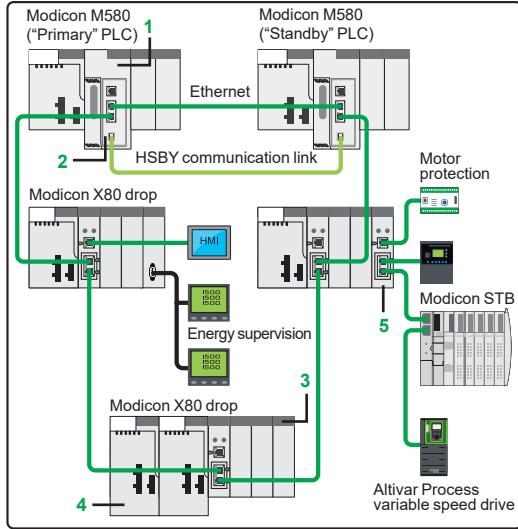 Modicon M580
("Primary" PLC)
1
Modicon M580
("Standby" PLC)
Ethernet
2
HSBY communication link
Modicon X80 drop
HMI
Motor
protection
5
Modicon STB
1500
1500
1500
Energy supervision
1500
1500
1500
3
Modicon X80 drop
4
Altivar Process
variable speed drive